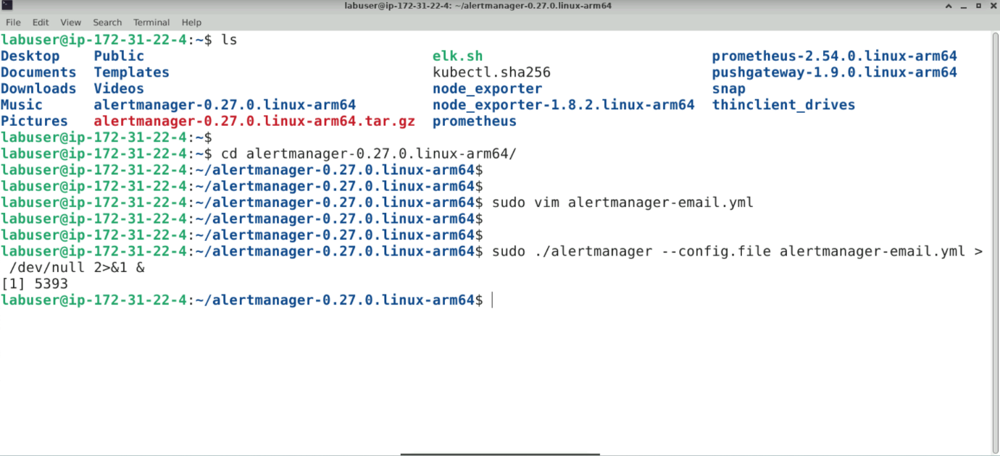 labuser@ip-172-31-22-4: ~/alertmanager-0.27.0.linux-arm64
File Edit View Search Terminal Help
labuser@ip-172-31-22-4:~$ ls
Desktop Public elk.sh prometheus-2.54.0.linux-arm64
Documents Templates kubectl.sha256 pushgateway-1.9.0.linux-arm64
Downloads Videos node_exporter snap
Music alertmanager-0.27.0.linux-arm64 node_exporter-1.8.2.linux-arm64 thinclient_drives
Pictures alertmanager-0.27.0.linux-arm64.tar.gz prometheus
labuser@ip-172-31-22-4:~$
labuser@ip-172-31-22-4:~$ cd alertmanager-0.27.0.linux-arm64/
labuser@ip-172-31-22-4:~/alertmanager-0.27.0.linux-arm64$
labuser@ip-172-31-22-4:~/alertmanager-0.27.0.linux-arm64$
labuser@ip-172-31-22-4:~/alertmanager-0.27.0.linux-arm64$ sudo vim alertmanager-email.yml
labuser@ip-172-31-22-4:~/alertmanager-0.27.0.linux-arm64$
labuser@ip-172-31-22-4:~/alertmanager-0.27.0.linux-arm64$
labuser@ip-172-31-22-4:~/alertmanager-0.27.0.linux-arm64$ sudo ./alertmanager --config.file alertmanager-email.yml >
/dev/null 2>&1 &
[1] 5393
labuser@ip-172-31-22-4:~/alertmanager-0.27.0.linux-arm64$